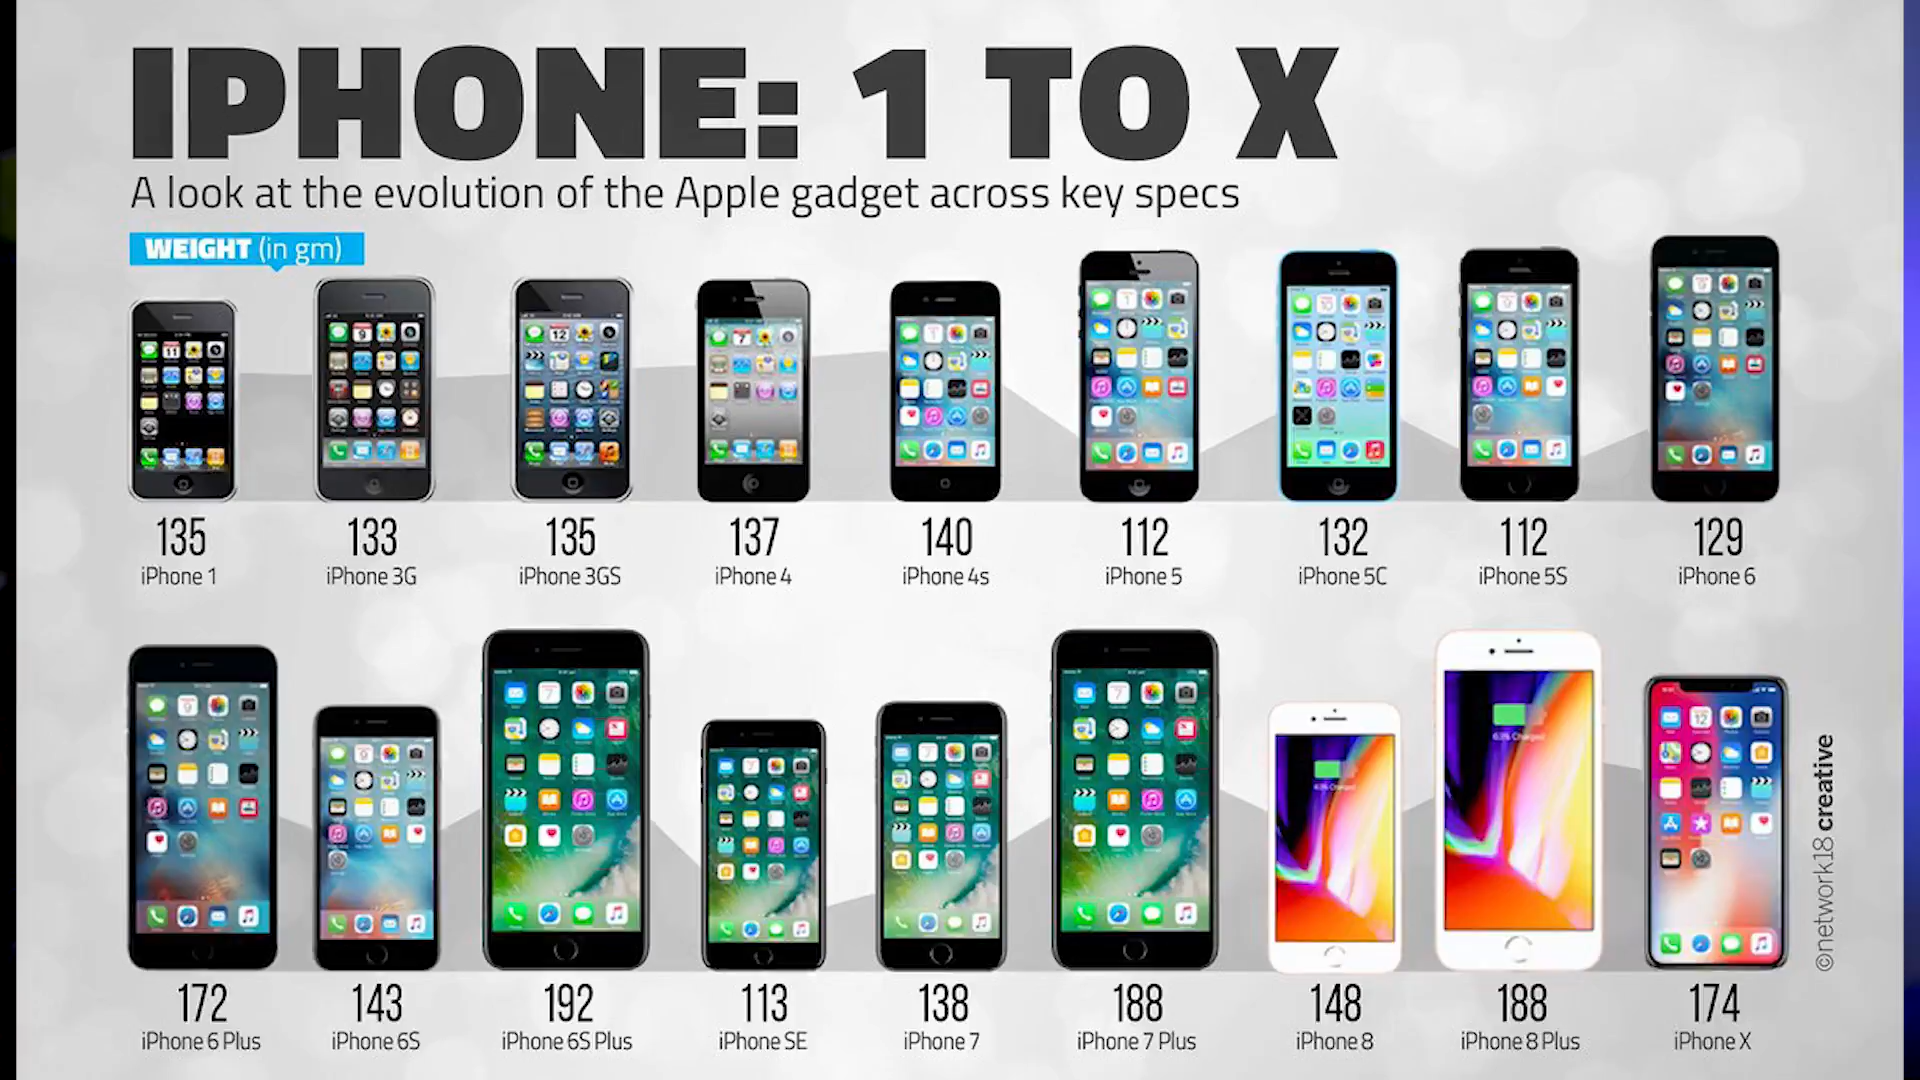 IPHONE: 1 TO X
A look at the evolution of the Apple gadget across key specs
WEIGHT (in gm)
135
iPhone 1
133
iPhone 3G
135
iPhone 3GS
137
iPhone 4
140
iPhone 4s
112
iPhone 5
132
iPhone 5C
112
iPhone 5S
129
iPhone 6
172
iPhone 6 Plus
143
iPhone 6S
192
iPhone 6S Plus
113
iPhone SE
138
iPhone 7
188
iPhone 7 Plus
148
iPhone 8
188
iPhone 8 Plus
174
iPhone X
©network18 creative